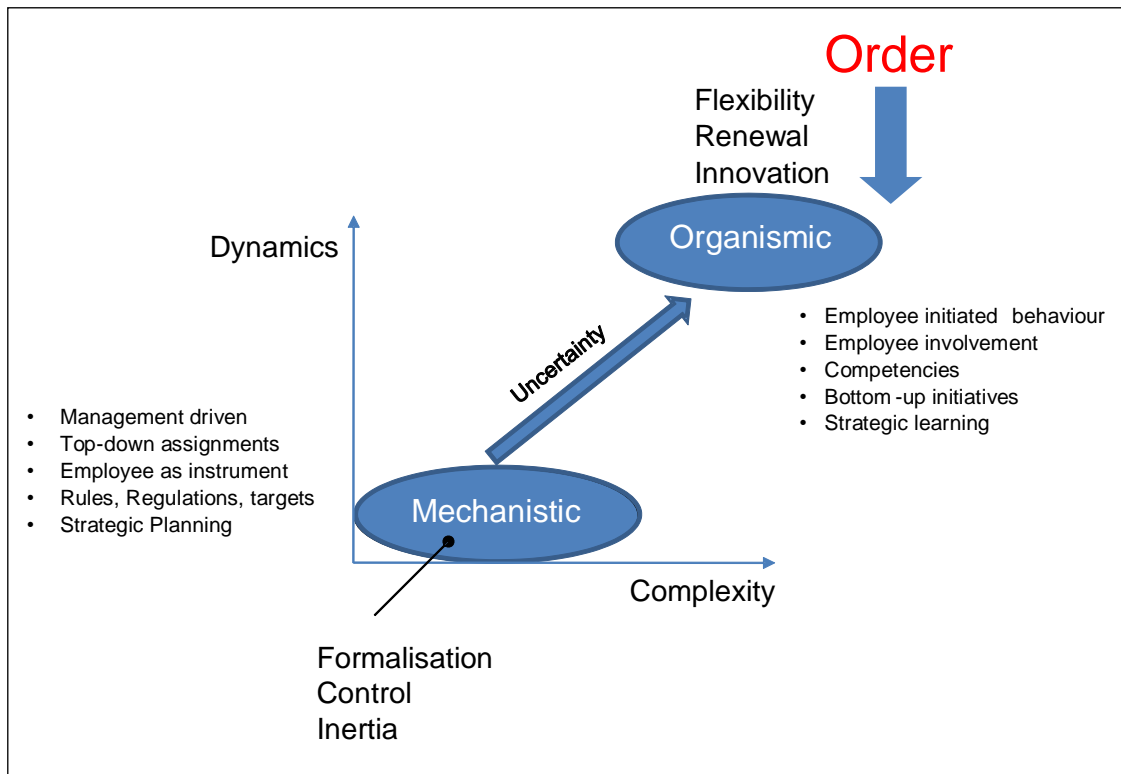 Order
Flexibility
Renewal
Innovation
Organismic
Dynamics
• Employee initiated behaviour
• Employee involvement
• Competencies
• Bottom-up initiatives
• Strategic learning
Uncertainty
• Management driven
• Top-down assignments
• Employee as instrument
• Rules, Regulations, targets
• Strategic Planning
Mechanistic
Complexity
Formalisation
Control
Inertia